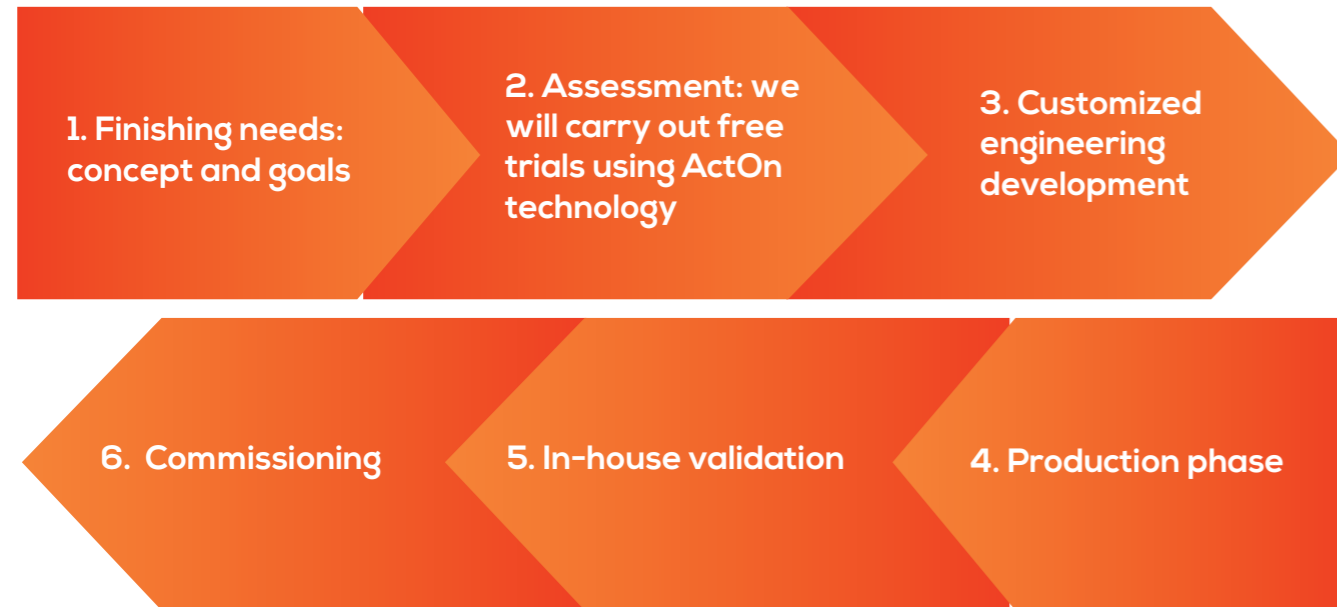 1. Finishing needs:
concept and goals
2. Assessment: we
will carry out free
trials using ActOn
technology
3. Customized
engineering
development
4. Production phase
5. In-house validation
6. Commissioning